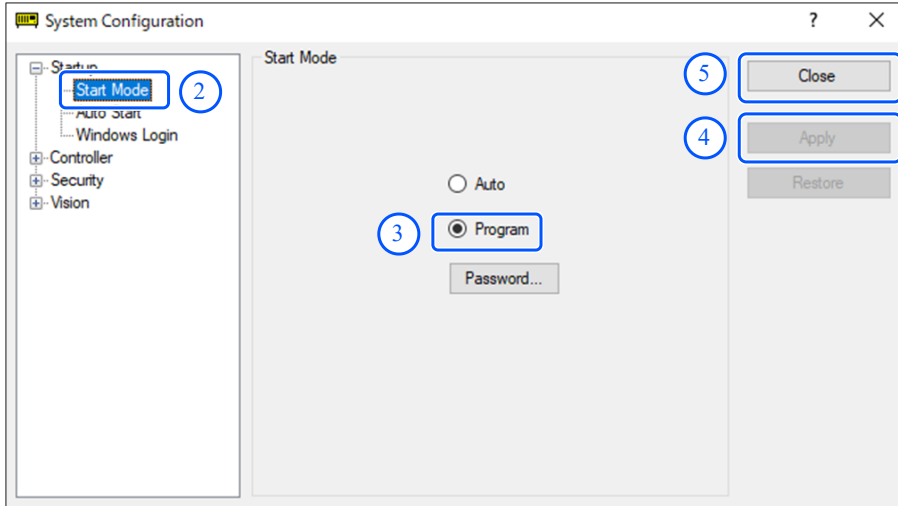 System Configuration
?
Startup
Start Mode
2
Auto Start
Windows Login
Controller
Security
Vision
Start Mode
Auto
3
Program
Password...
5
Close
4
Apply
Restore